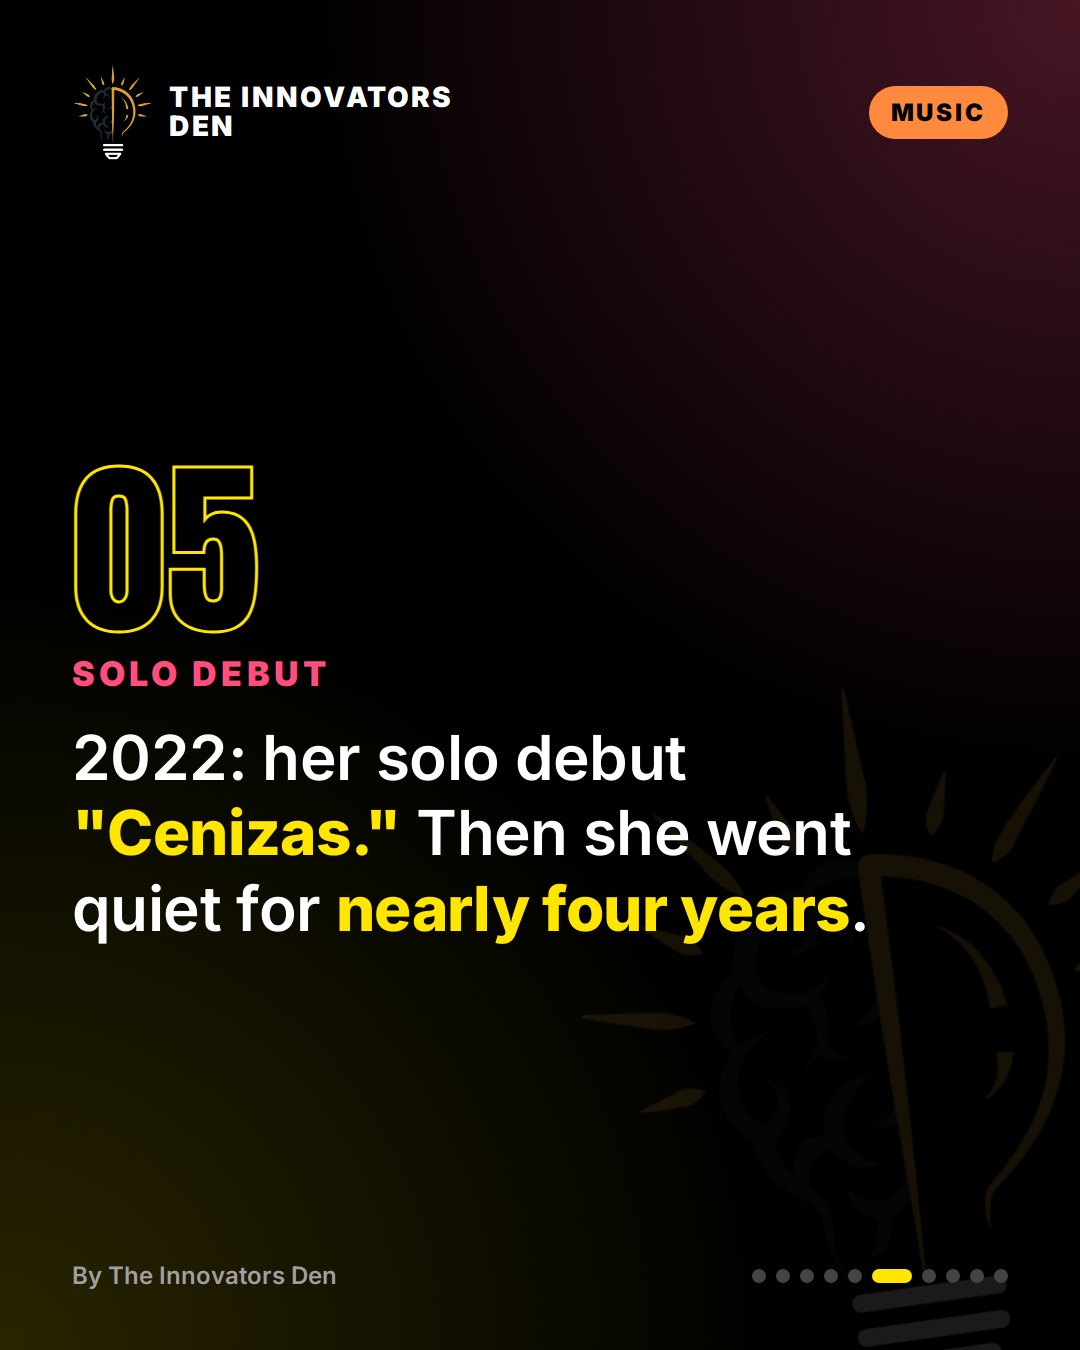 THE INNOVATORS
DEN
MUSIC
05
SOLO DEBUT
2022: her solo debut
"Cenizas." Then she went
quiet for nearly four years.
By The Innovators Den